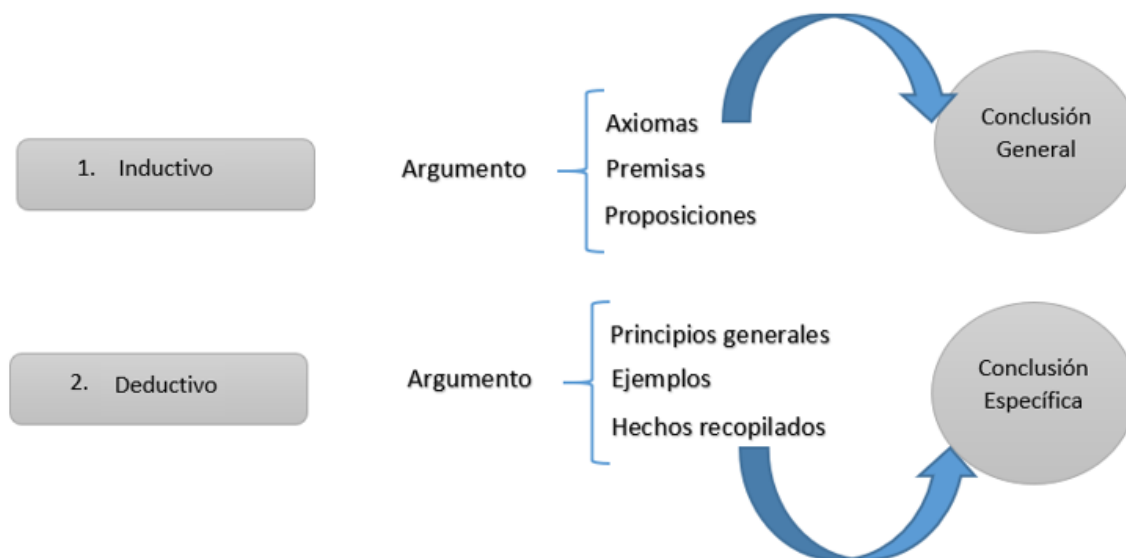 1. Inductivo
Argumento
Axiomas
Premisas
Proposiciones
Conclusión
General
2. Deductivo
Argumento
Principios generales
Ejemplos
Hechos recopilados
Conclusión
Específica